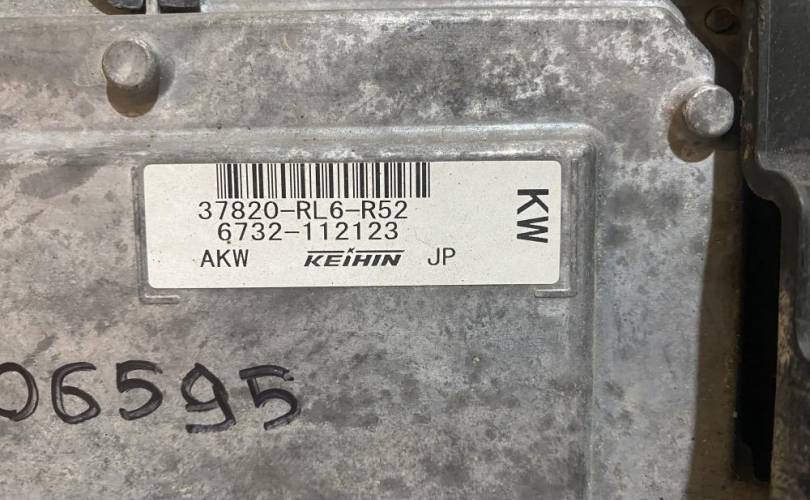 37820-RL6-R52
6732-112123
AKW KEIHIN JP
KW
06595